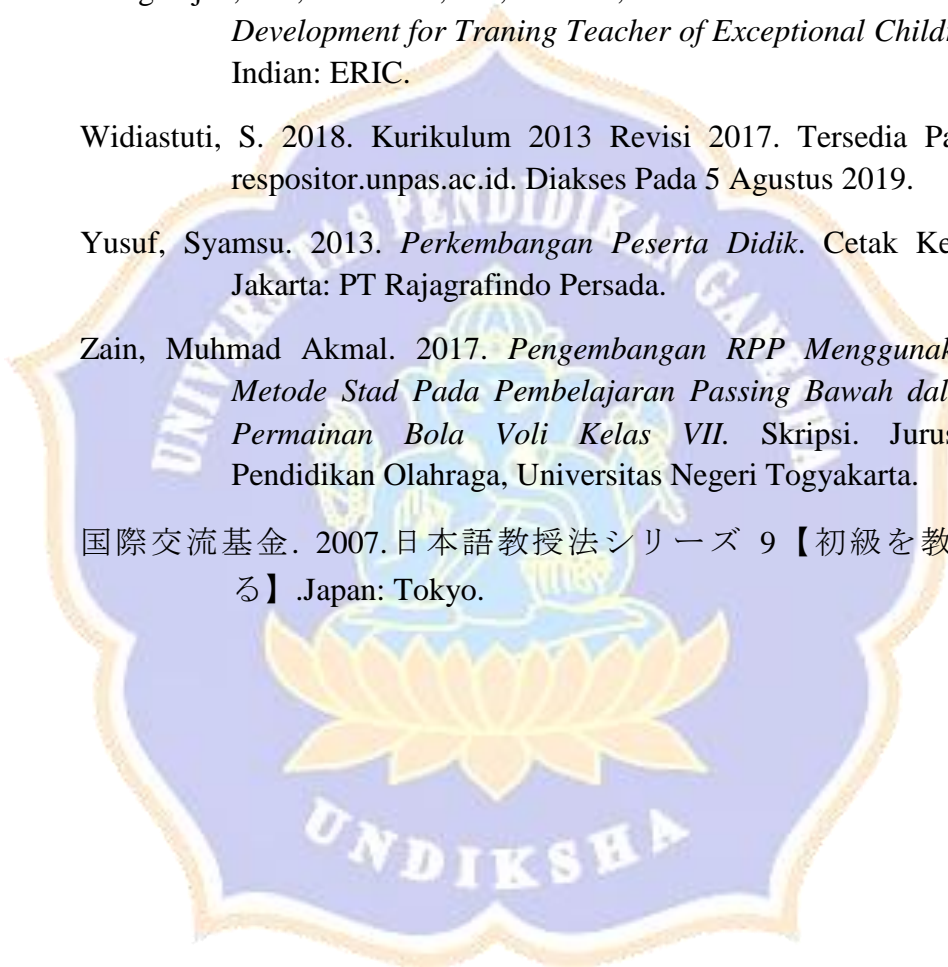 Development for Traning Teacher of Exceptional Child
Indian: ERIC.
Widiastuti, S. 2018. Kurikulum 2013 Revisi 2017. Tersedia Pa
respositor.unpas.ac.id. Diakses Pada 5 Agustus 2019.
Yusuf, Syamsu. 2013. Perkembangan Peserta Didik. Cetak Ke
Jakarta: PT Rajagrafindo Persada.
Zain, Muhmad Akmal. 2017. Pengembangan RPP Menggunak
Metode Stad Pada Pembelajaran Passing Bawah dal
Permainan Bola Voli Kelas VII. Skripsi. Jurus
Pendidikan Olahraga, Universitas Negeri Togyakarta.
国際交流基金. 2007.日本語教授法シリーズ 9【初級を教
る】.Japan: Tokyo.
UNIVERSITAS PENDIDIKAN GANESHA
UNDIKSHA